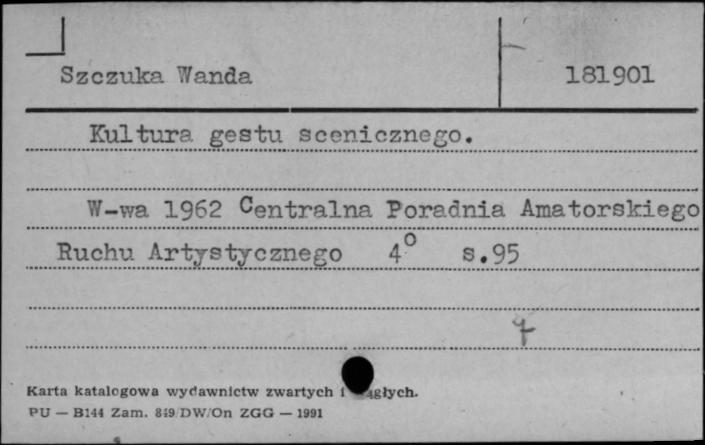 Szczuka Wanda 181901
Kultura gestu scenicznego.
W-wa 1962 Centralna Poradnia Amatorskiego
Ruchu Artystycznego 4° s.95
Karta katalogowa wydawnictw zwartych i
PU — B144 Zam. 849/DW/On ZGG — 1991